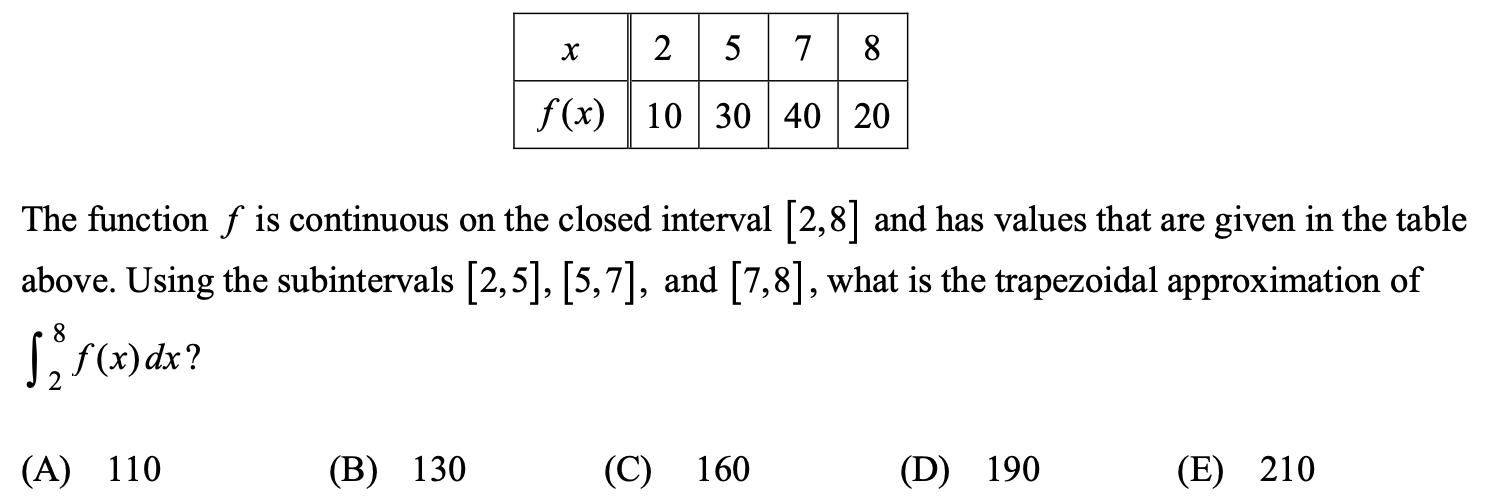 x 2 5 7 8
f(x) 10 30 40 20
The function f is continuous on the closed interval [2,8] and has values that are given in the table
above. Using the subintervals [2,5], [5,7], and [7,8], what is the trapezoidal approximation of
∫₂⁸ f(x) dx?
(A) 110 (B) 130 (C) 160 (D) 190 (E) 210